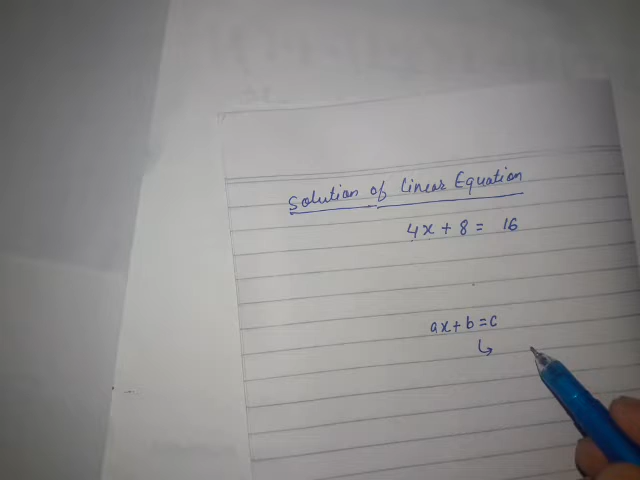 Solution of Linear Equation
4x + 8 = 16
ax + b = c
↳